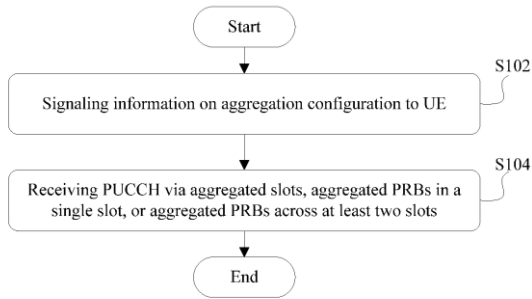 Start
S102
Signaling information on aggregation configuration to UE
S104
Receiving PUCCH via aggregated slots, aggregated PRBs in a
single slot, or aggregated PRBs across at least two slots
End